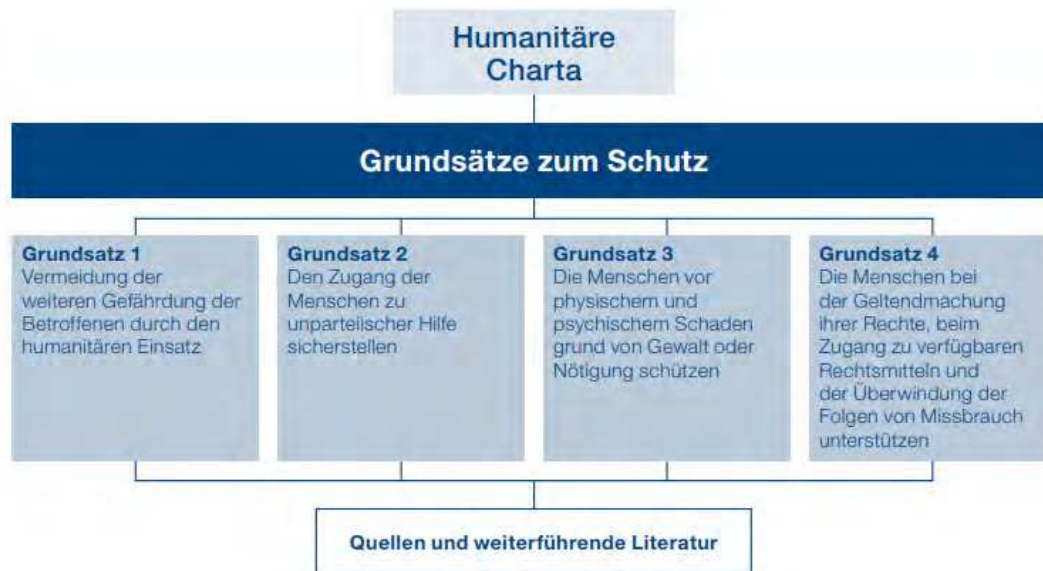 Humanitäre
Charta
Grundsätze zum Schutz
Grundsatz 1
Vermeidung der
weiteren Gefährdung der
Betroffenen durch den
humanitären Einsatz
Grundsatz 2
Den Zugang der
Menschen zu
unparteiischer Hilfe
sicherstellen
Grundsatz 3
Die Menschen vor
physischem und
psychischem Schaden
grund von Gewalt oder
Nötigung schützen
Grundsatz 4
Die Menschen bei
der Geltendmachung
ihrer Rechte, beim
Zugang zu verfügbaren
Rechtsmitteln und
der Überwindung der
Folgen von Missbrauch
unterstützen
Quellen und weiterführende Literatur